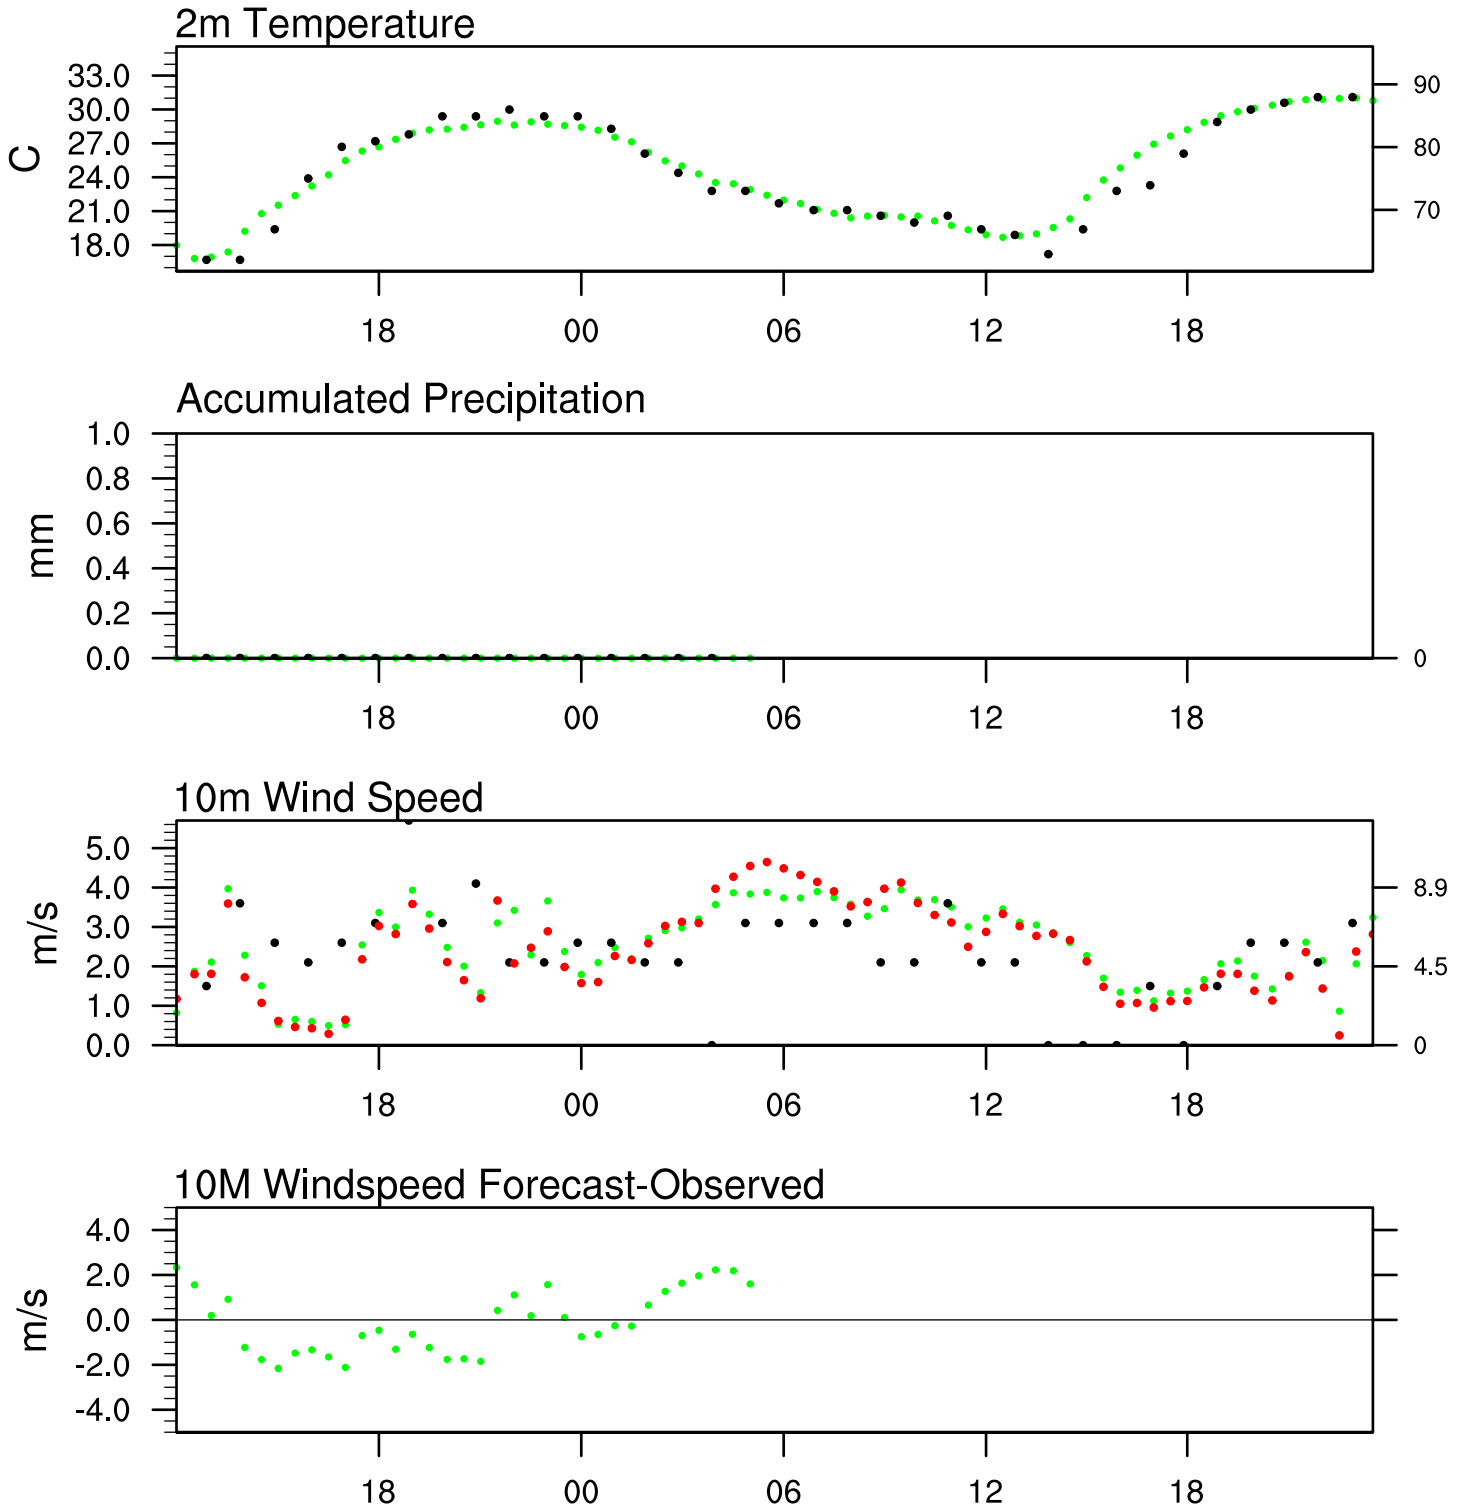 2m Temperature
33.0
30.0
27.0
24.0
21.0
18.0
C
90
80
70
18 00 06 12 18
Accumulated Precipitation
1.0
0.8
0.6
0.4
0.2
0.0
mm
0
18 00 06 12 18
10m Wind Speed
5.0
4.0
3.0
2.0
1.0
0.0
m/s
8.9
4.5
0
18 00 06 12 18
10M Windspeed Forecast-Observed
4.0
2.0
0.0
-2.0
-4.0
m/s
18 00 06 12 18